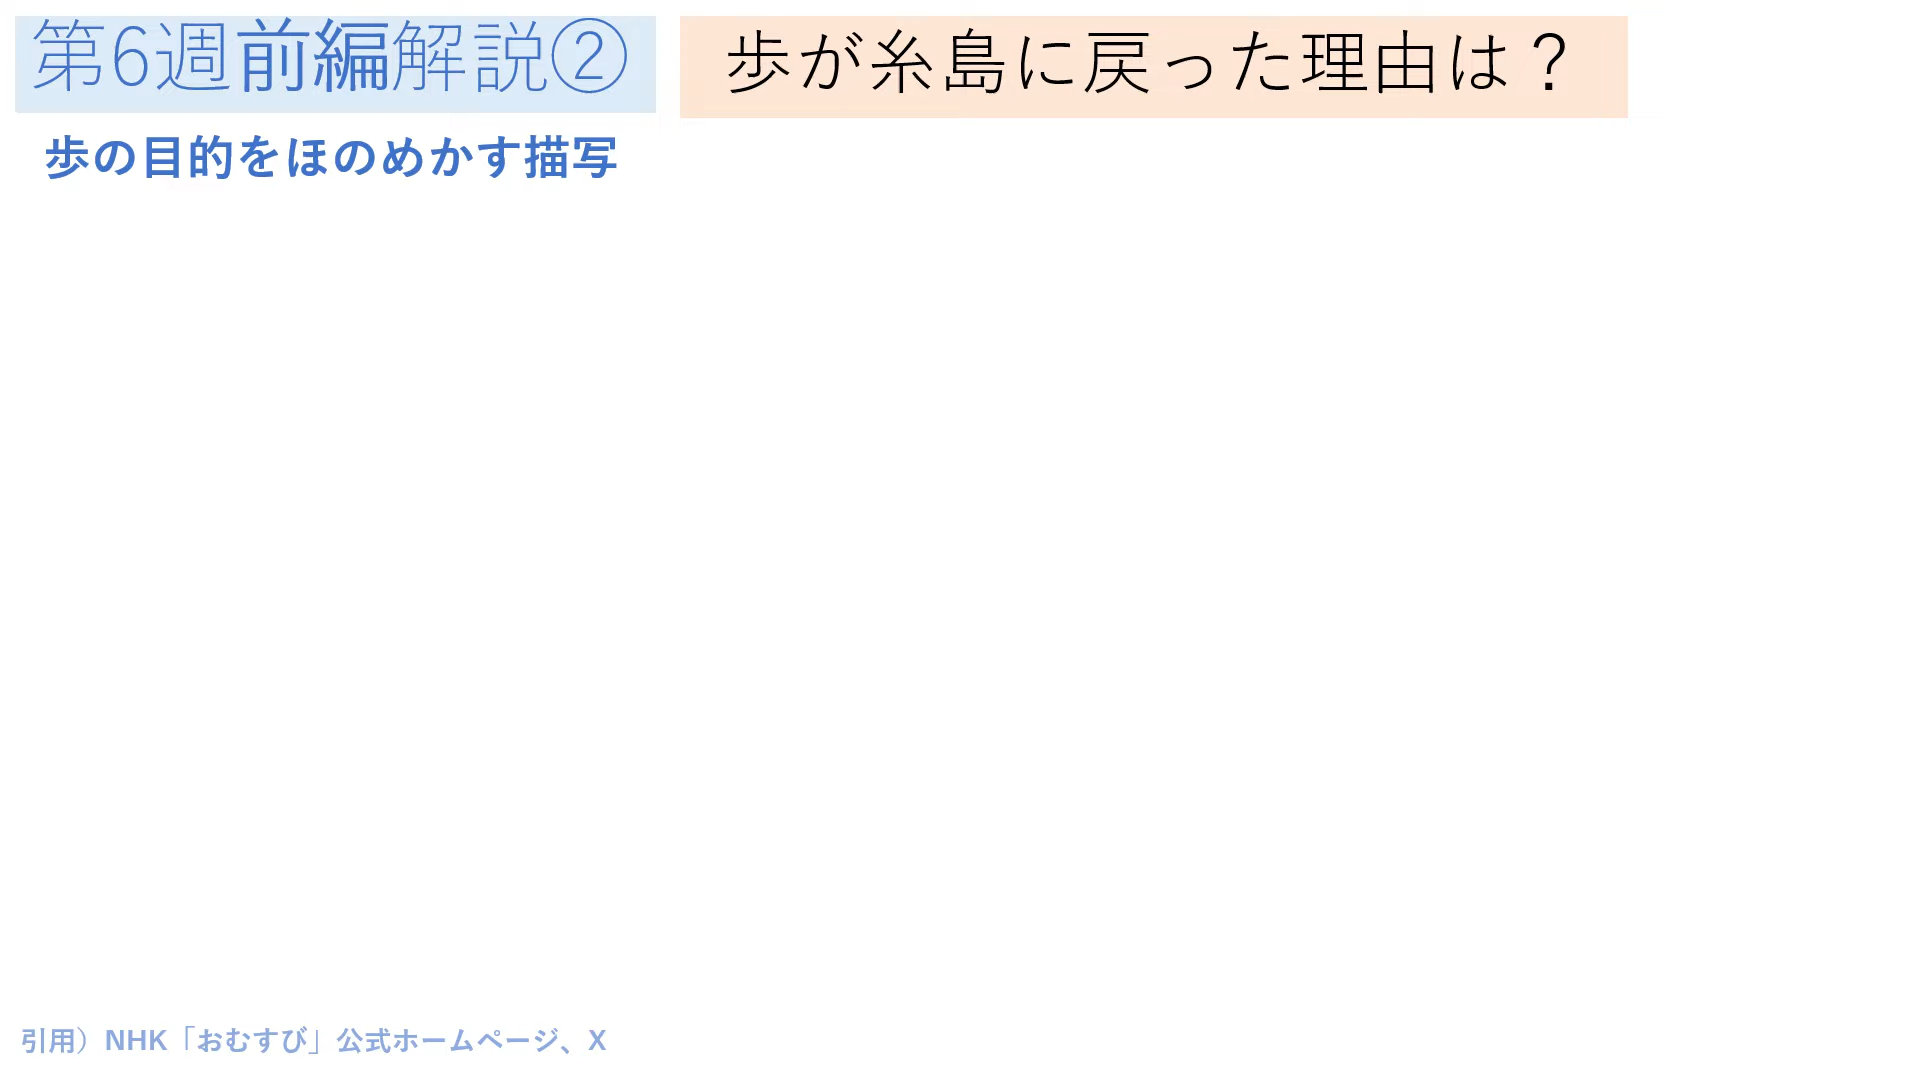 第6週前編解説②
歩が糸島に戻った理由は？
歩の目的をほのめかす描写
引用）NHK「おむすび」公式ホームページ、X